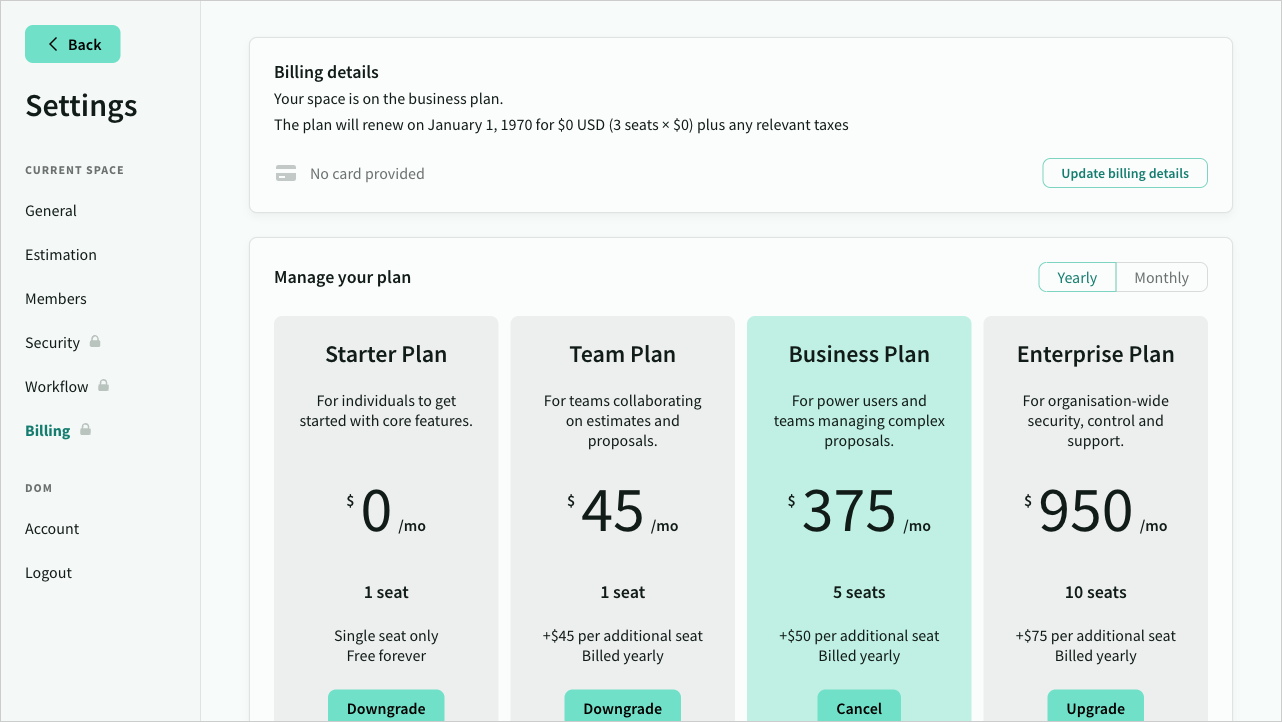 Back
Settings
CURRENT SPACE
General
Estimation
Members
Security
Workflow
Billing
DOM
Account
Logout
Billing details
Your space is on the business plan.
The plan will renew on January 1, 1970 for $0 USD (3 seats × $0) plus any relevant taxes
No card provided
Update billing details
Manage your plan
Yearly
Monthly
Starter Plan
For individuals to get
started with core features.
$ 0 /mo
1 seat
Single seat only
Free forever
Downgrade
Team Plan
For teams collaborating
on estimates and
proposals.
$ 45 /mo
1 seat
+$45 per additional seat
Billed yearly
Downgrade
Business Plan
For power users and
teams managing complex
proposals.
$ 375 /mo
5 seats
+$50 per additional seat
Billed yearly
Cancel
Enterprise Plan
For organisation-wide
security, control and
support.
$ 950 /mo
10 seats
+$75 per additional seat
Billed yearly
Upgrade